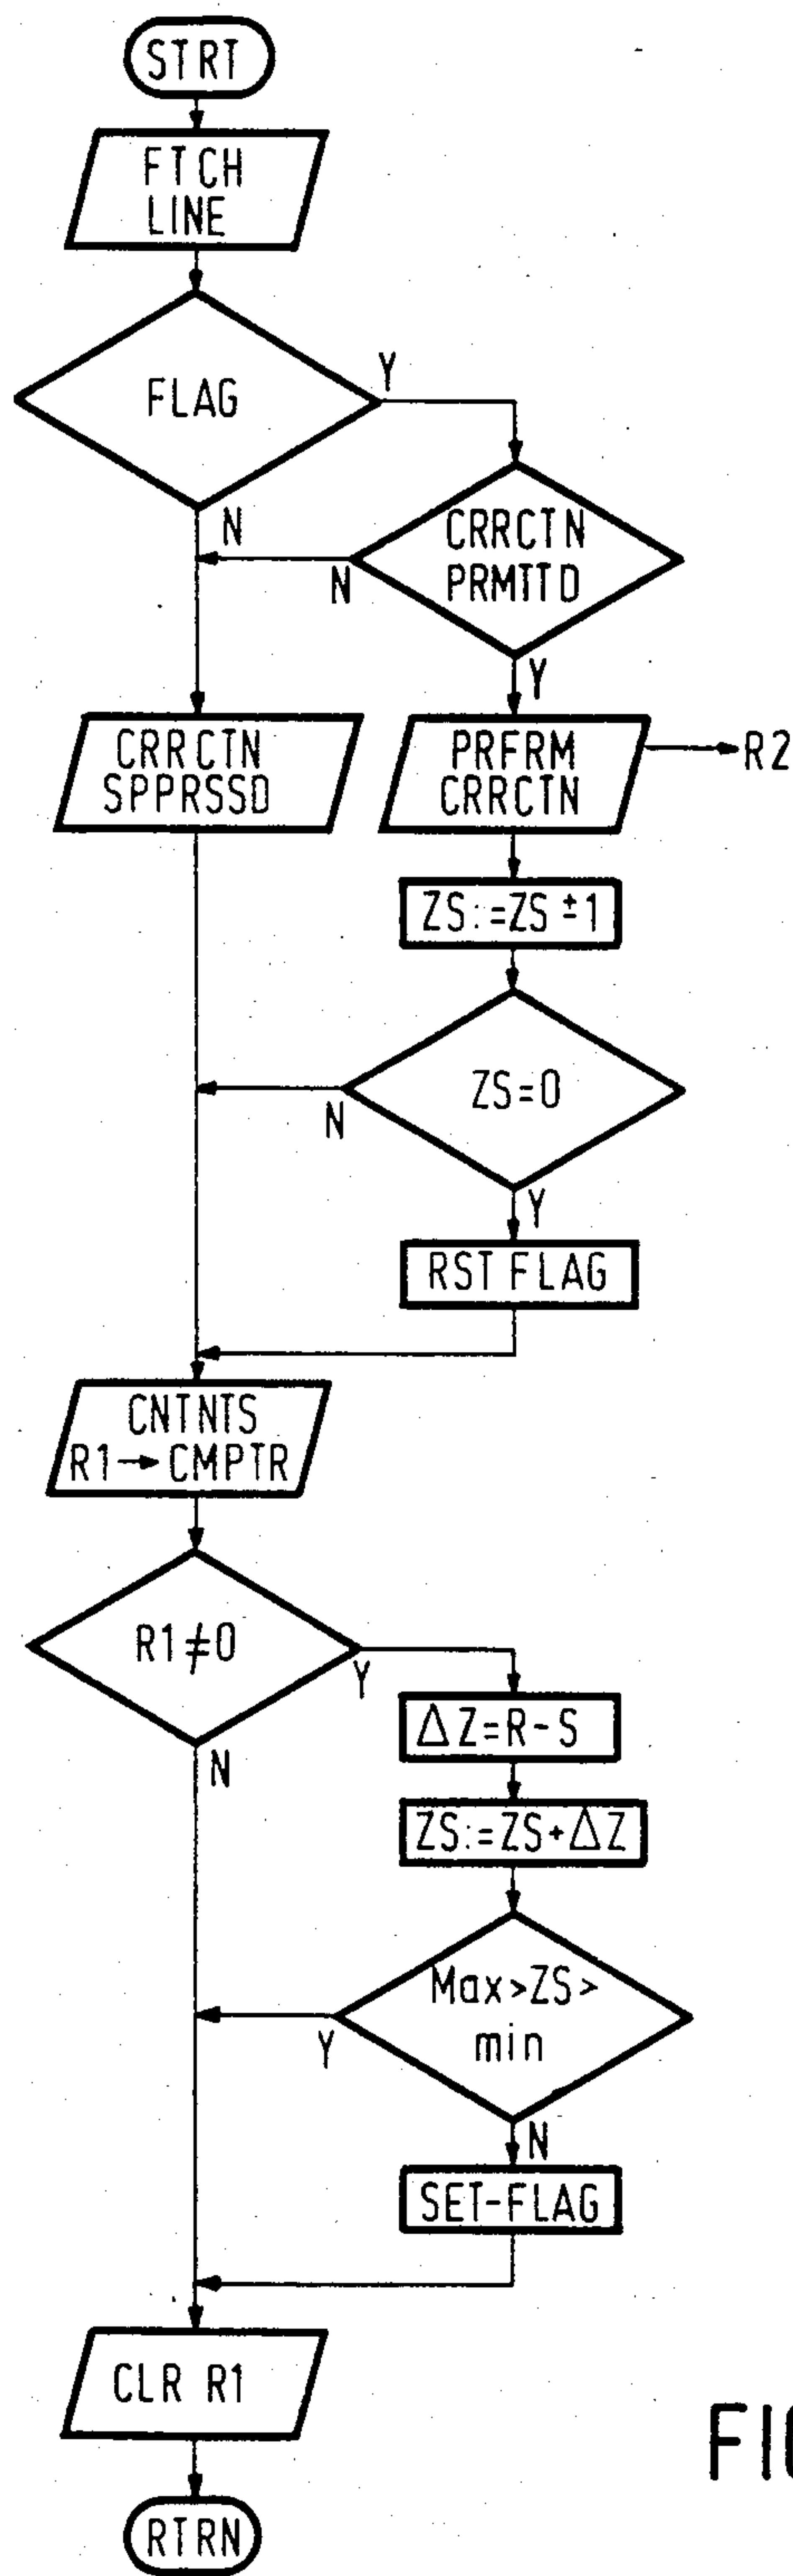 STRT
FTCH
LINE
FLAG
Y
N
CRRCTN
PRMTTD
N
Y
CRRCTN
SPPRSSD
PRFRM
CRRCTN
R2
ZS:=ZS±1
ZS=0
N
Y
RST FLAG
CNTNTS
R1→CMPTR
R1≠0
Y
N
ΔZ=R-S
ZS:=ZS+ΔZ
Max>ZS>
min
Y
N
SET-FLAG
CLR R1
RTRN